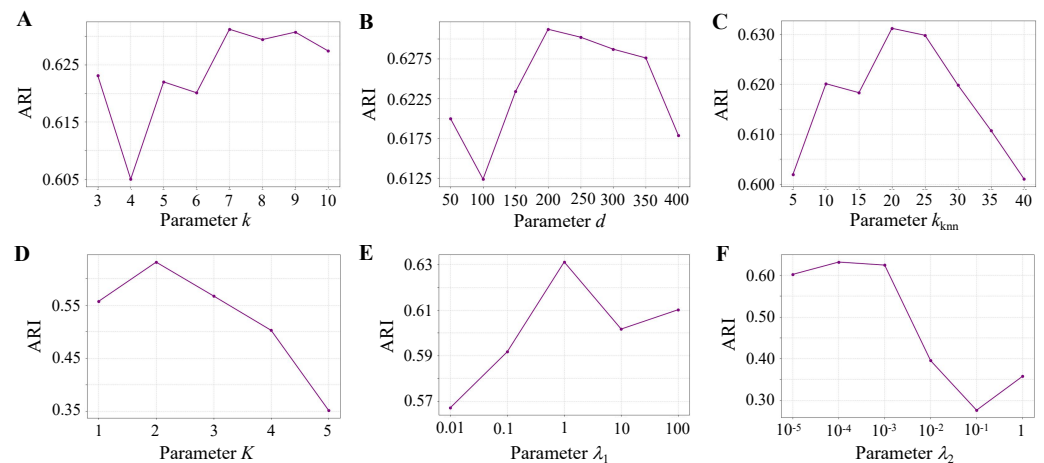 A
ARI
0.625
0.615
0.605
3 4 5 6 7 8 9 10
Parameter k
B
ARI
0.6275
0.6225
0.6175
0.6125
50 100 150 200 250 300 350 400
Parameter d
C
ARI
0.630
0.620
0.610
0.600
5 10 15 20 25 30 35 40
Parameter kknn
D
ARI
0.55
0.45
0.35
1 2 3 4 5
Parameter K
E
ARI
0.63
0.61
0.59
0.57
0.01 0.1 1 10 100
Parameter λ1
F
ARI
0.60
0.50
0.40
0.30
10-5 10-4 10-3 10-2 10-1 1
Parameter λ2